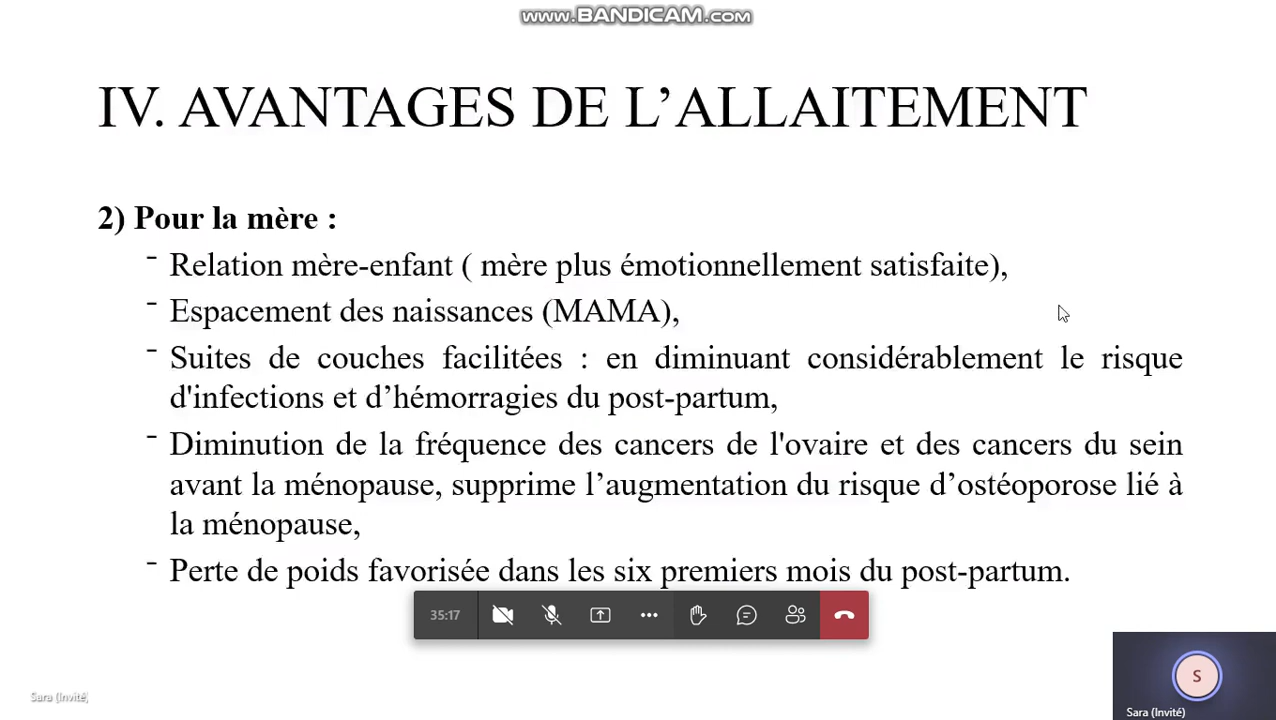 www.BANDICAM.com
IV. AVANTAGES DE L’ALLAITEMENT
2) Pour la mère :
- Relation mère-enfant ( mère plus émotionnellement satisfaite),
- Espacement des naissances (MAMA),
- Suites de couches facilitées : en diminuant considérablement le risque
d'infections et d’hémorragies du post-partum,
- Diminution de la fréquence des cancers de l'ovaire et des cancers du sein
avant la ménopause, supprime l’augmentation du risque d’ostéoporose lié à
la ménopause,
- Perte de poids favorisée dans les six premiers mois du post-partum.
35:17
S
Sara (Invité)
Sara (Invité)